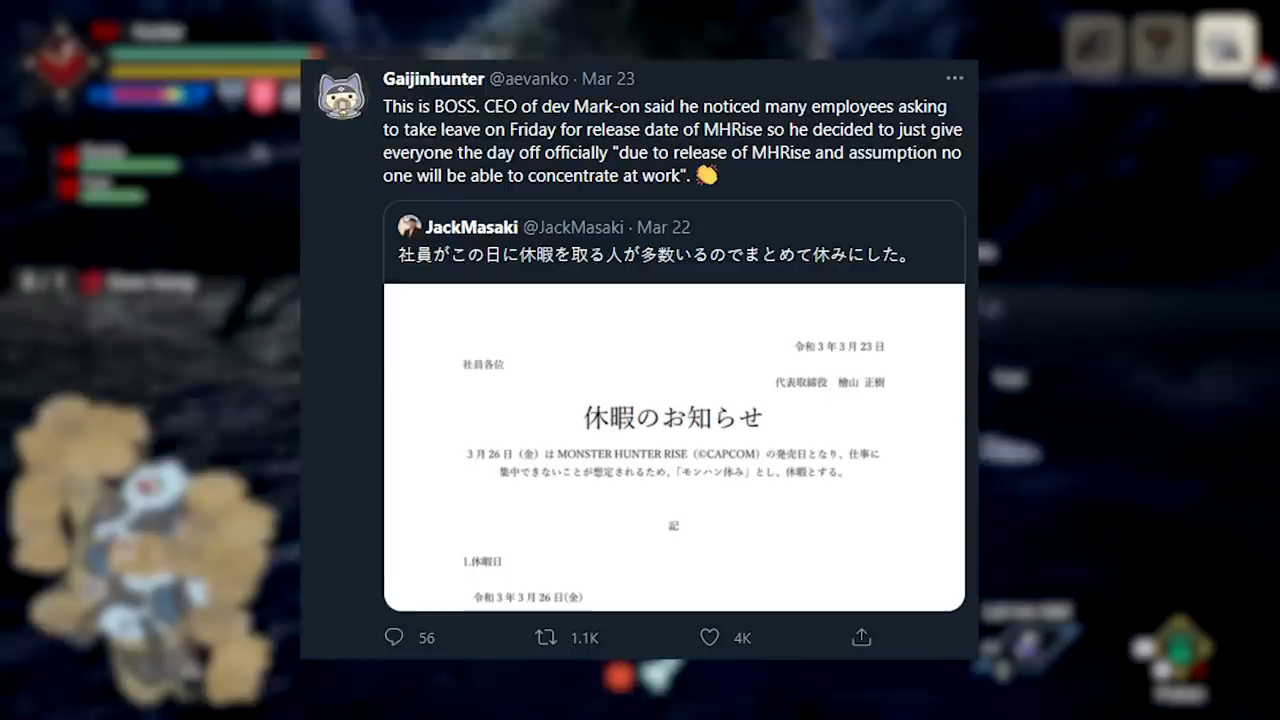 Gaijinhunter @aevanko · Mar 23
This is BOSS. CEO of dev Mark-on said he noticed many employees asking
to take leave on Friday for release date of MHRise so he decided to just give
everyone the day off officially "due to release of MHRise and assumption no
one will be able to concentrate at work". 👏
JackMasaki @JackMasaki · Mar 22
社員がこの日に休暇を取る人が多数いるのでまとめて休みにした。
令和3年3月23日
社員各位
代表取締役 檜山 正樹
休暇のお知らせ
3月26日（金）はMONSTER HUNTER RISE（©CAPCOM）の発売日となり、仕事に
集中できないことが想定されるため、「モンハン休み」とし、休暇とする。
記
1.休暇日
令和3年3月26日(金)
56
1.1K
4K